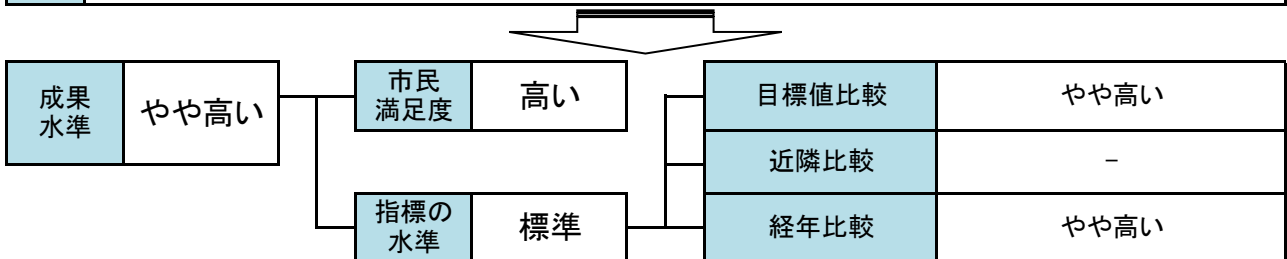 成果
水準
やや高い
市民
満足度
高い
指標の
水準
標準
目標値比較
やや高い
近隣比較
－
経年比較
やや高い